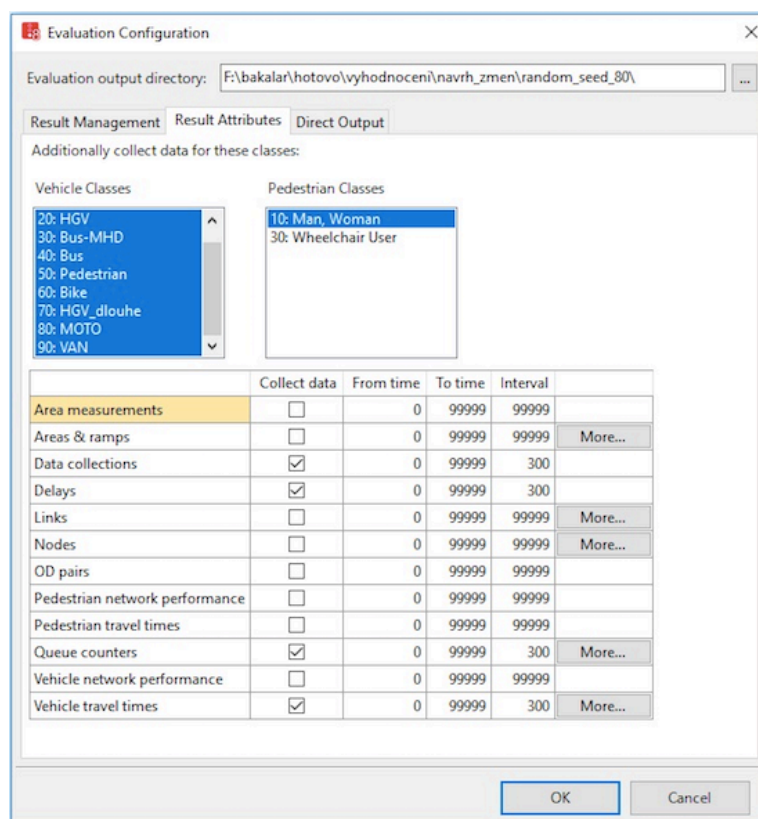 Evaluation Configuration
Evaluation output directory: F:\bakalar\hotovo\vyhodnoceni\navrh_zmen\random_seed_80\ ...
Result Management Result Attributes Direct Output
Additionally collect data for these classes:
Vehicle Classes Pedestrian Classes
20: HGV 10: Man, Woman
30: Bus-MHD 30: Wheelchair User
40: Bus
50: Pedestrian
60: Bike
70: HGV_dlouhe
80: MOTO
90: VAN
Collect data From time To time Interval
Area measurements 0 99999 99999
Areas & ramps 0 99999 99999 More...
Data collections 0 99999 300
Delays 0 99999 300
Links 0 99999 99999 More...
Nodes 0 99999 99999 More...
OD pairs 0 99999 99999
Pedestrian network performance 0 99999 99999
Pedestrian travel times 0 99999 99999
Queue counters 0 99999 300 More...
Vehicle network performance 0 99999 99999
Vehicle travel times 0 99999 300 More...
OK Cancel